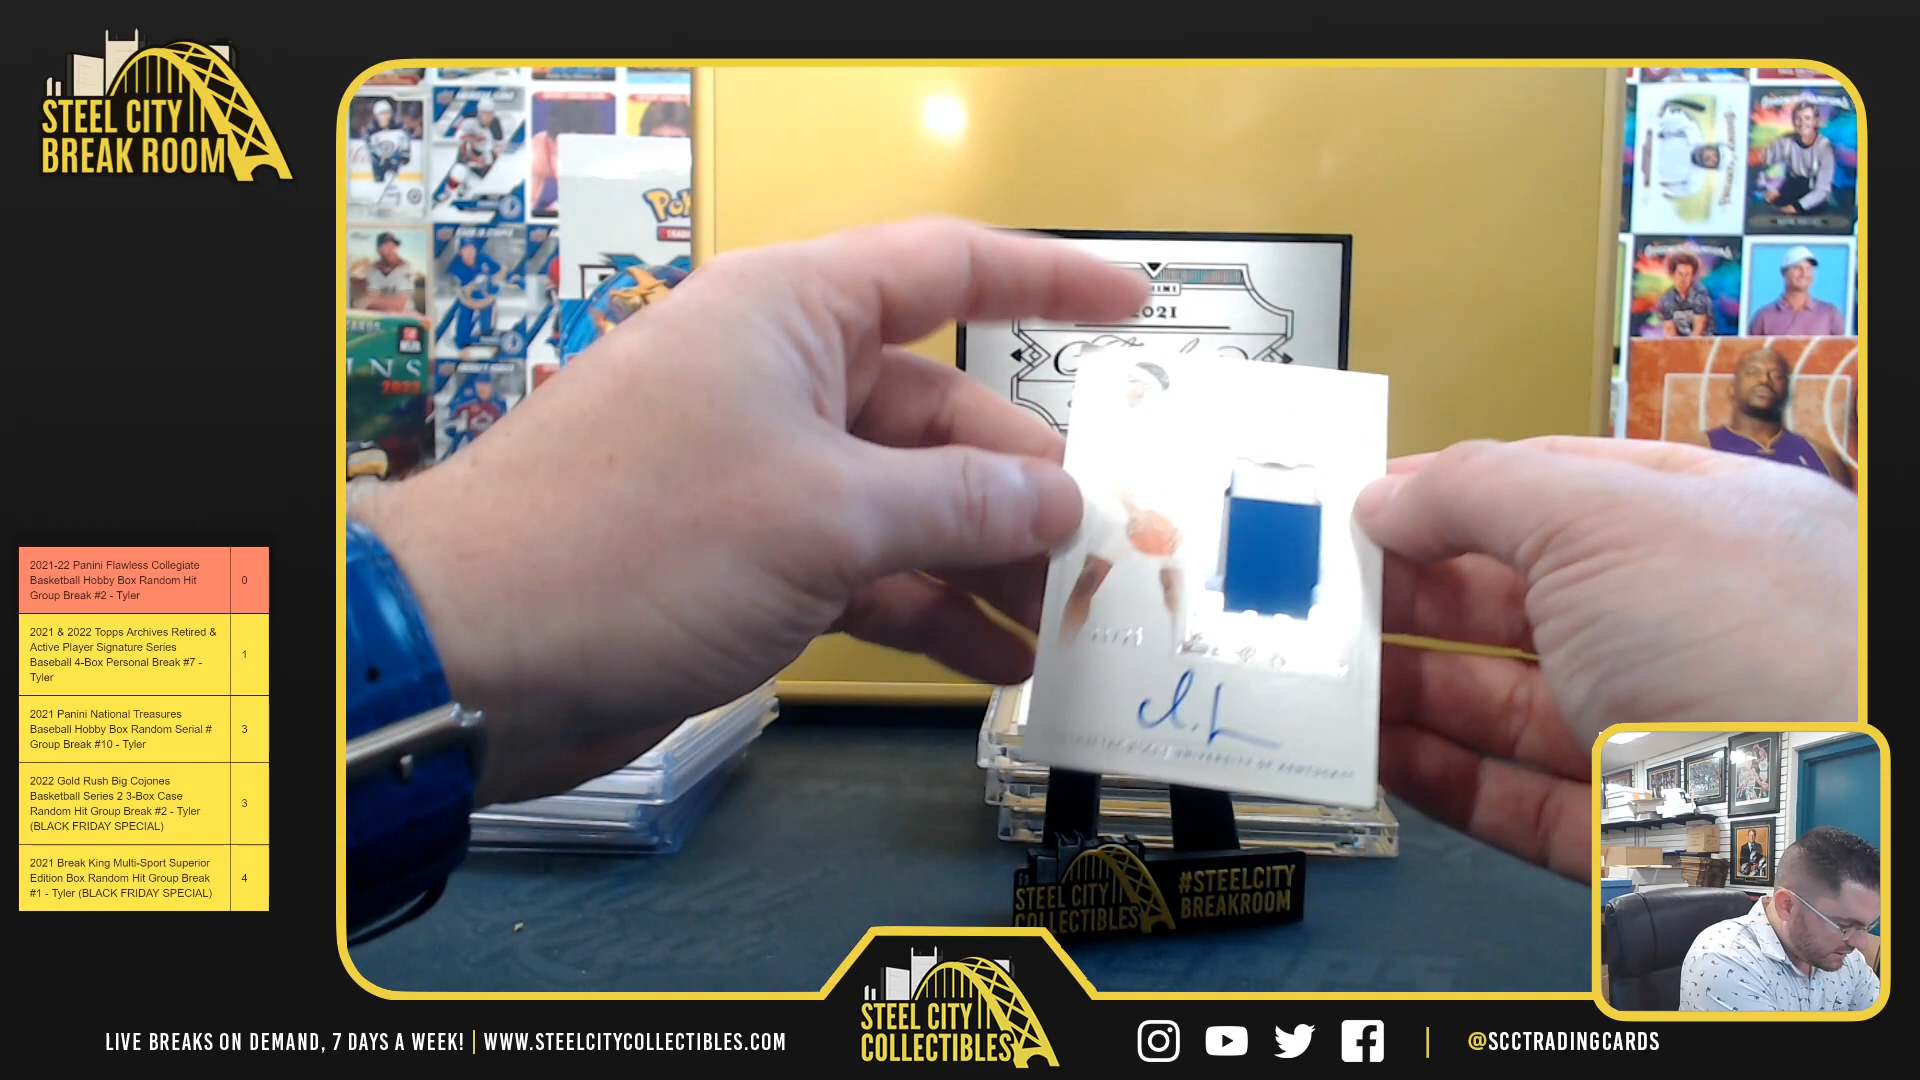 STEEL CITY
BREAK ROOM
2021
INS
2022
2021-22 Panini Flawless Collegiate
Basketball Hobby Box Random Hit
Group Break #2 - Tyler
0
2021 & 2022 Topps Archives Retired &
Active Player Signature Series
Baseball 4-Box Personal Break #7 -
Tyler
1
2021 Panini National Treasures
Baseball Hobby Box Random Serial #
Group Break #10 - Tyler
3
2022 Gold Rush Big Cojones
Basketball Series 2 3-Box Case
Random Hit Group Break #2 - Tyler
(BLACK FRIDAY SPECIAL)
3
2021 Break King Multi-Sport Superior
Edition Box Random Hit Group Break
#1 - Tyler (BLACK FRIDAY SPECIAL)
4
UNIVERSITY OF KENTUCKY
STEEL CITY
COLLECTIBLES
#STEELCITY
BREAKROOM
STEEL CITY
COLLECTIBLES
LIVE BREAKS ON DEMAND, 7 DAYS A WEEK! | WWW.STEELCITYCOLLECTIBLES.COM
| @SCCTRADINGCARDS